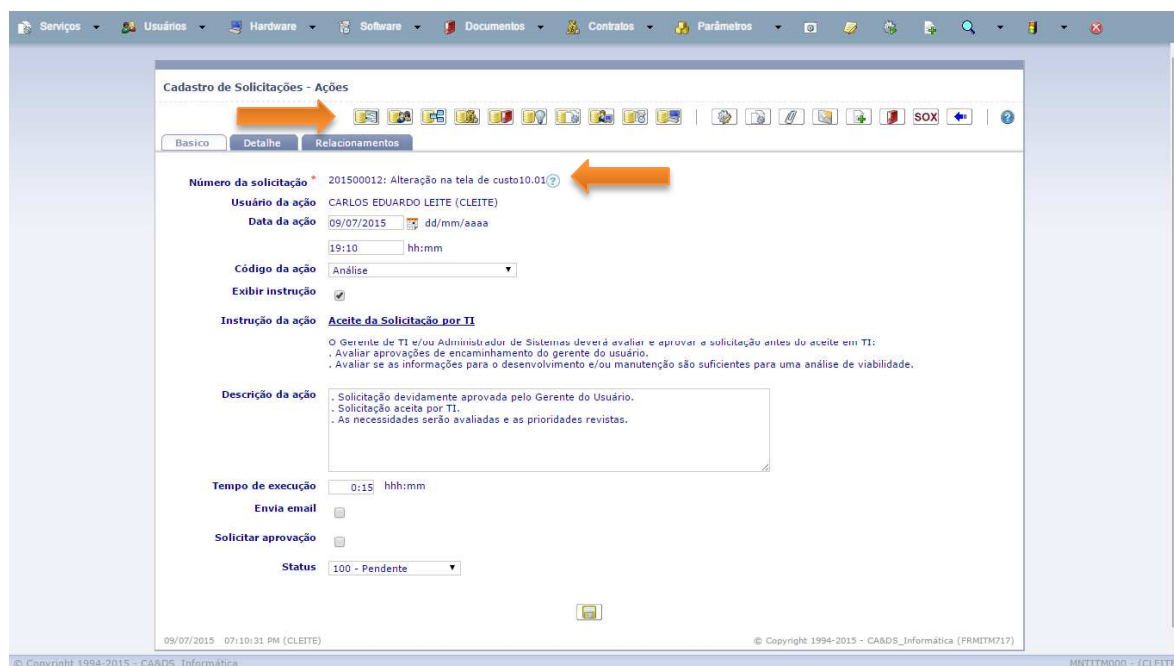 Serviços Usuários Hardware Software Documentos Contratos Parâmetros
Cadastro de Solicitações - Ações
SOX
Basico Detalhe Relacionamentos
Número da solicitação * 201500012: Alteração na tela de custo10.01
Usuário da ação CARLOS EDUARDO LEITE (CLEITE)
Data da ação 09/07/2015 dd/mm/aaaa
19:10 hh:mm
Código da ação Análise
Exibir instrução
Instrução da ação Aceite da Solicitação por TI
O Gerente de TI e/ou Administrador de Sistemas deverá avaliar e aprovar a solicitação antes do aceite em TI:
. Avaliar aprovações de encaminhamento do gerente do usuário.
. Avaliar se as informações para o desenvolvimento e/ou manutenção são suficientes para uma análise de viabilidade.
Descrição da ação . Solicitação devidamente aprovada pelo Gerente do Usuário.
. Solicitação aceita por TI.
. As necessidades serão avaliadas e as prioridades revistas.
Tempo de execução 0:15 hhh:mm
Envia email
Solicitar aprovação
Status 100 - Pendente
09/07/2015 07:10:31 PM (CLEITE) © Copyright 1994-2015 - CA&DS_Informática (FRMITM717)
© Copyright 1994-2015 - CA&DS_Informática MNTITM000 - (CLEIT